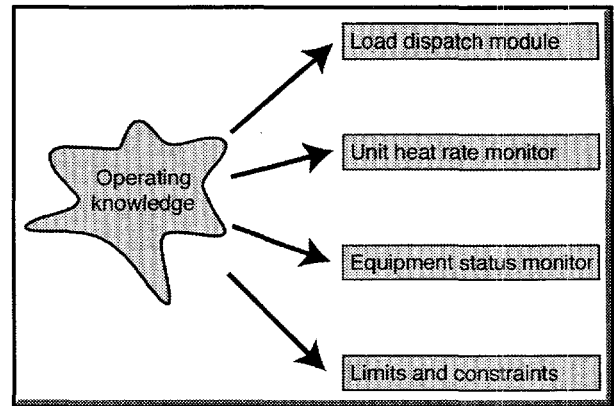 Load dispatch module
Unit heat rate monitor
Operating
knowledge
Equipment status monitor
Limits and constraints